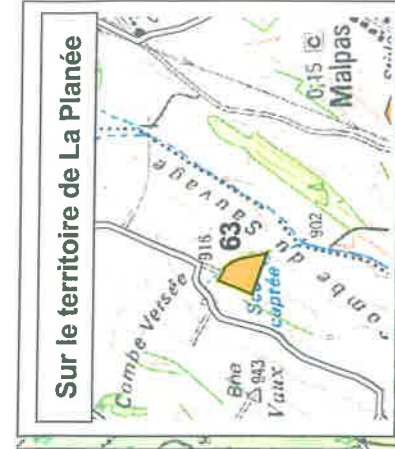 Sur le territoire de La Planée
Combe Versée
916
63
Sce
captée
Combe du Sauvage
902
Bne
943
Vaux
0,15 C
Malpas